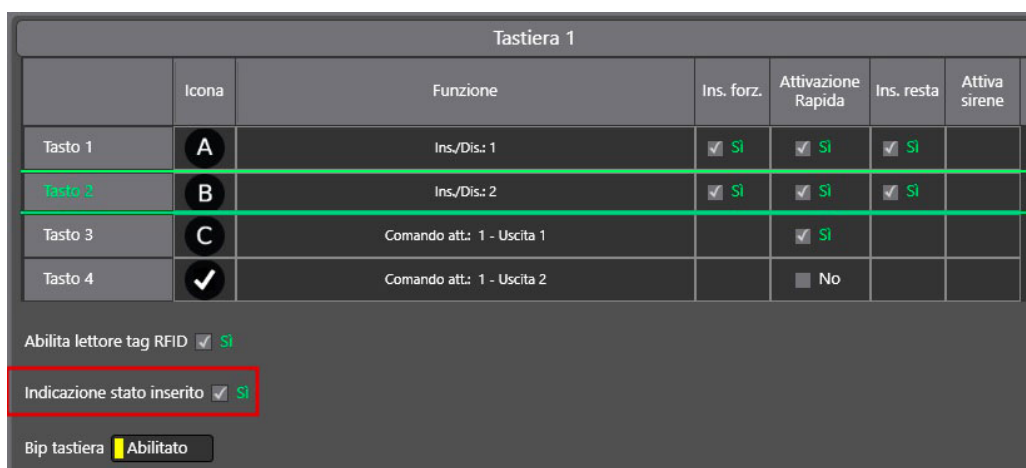 Tastiera 1
Icona Funzione Ins. forz. Attivazione Rapida Ins. resta Attiva sirene
Tasto 1 A Ins./Dis.: 1 Sì Sì Sì
Tasto 2 B Ins./Dis.: 2 Sì Sì Sì
Tasto 3 C Comando att.: 1 - Uscita 1 Sì
Tasto 4 Comando att.: 1 - Uscita 2 No
Abilita lettore tag RFID Sì
Indicazione stato inserito Sì
Bip tastiera Abilitato